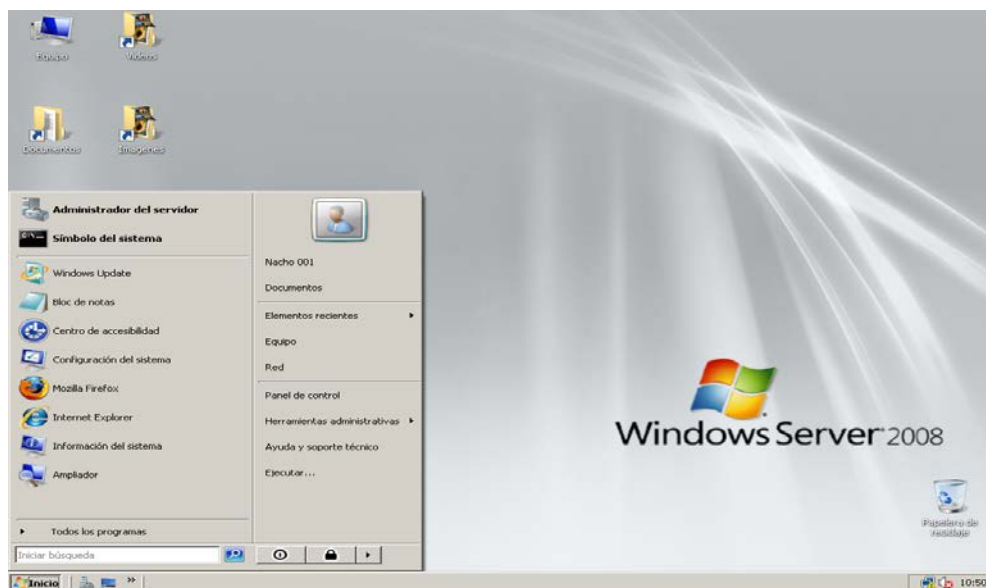 Equipo
Videos
Documentos
Imagenes
Administrador del servidor
Símbolo del sistema
Windows Update
Bloc de notas
Centro de accesibilidad
Configuración del sistema
Mozilla Firefox
Internet Explorer
Información del sistema
Ampliador
Todos los programas
Iniciar búsqueda
Nacho 001
Documentos
Elementos recientes
Equipo
Red
Panel de control
Herramientas administrativas
Ayuda y soporte técnico
Ejecutar...
Windows Server 2008
Papelera de
reciclaje
Inicio
10:50